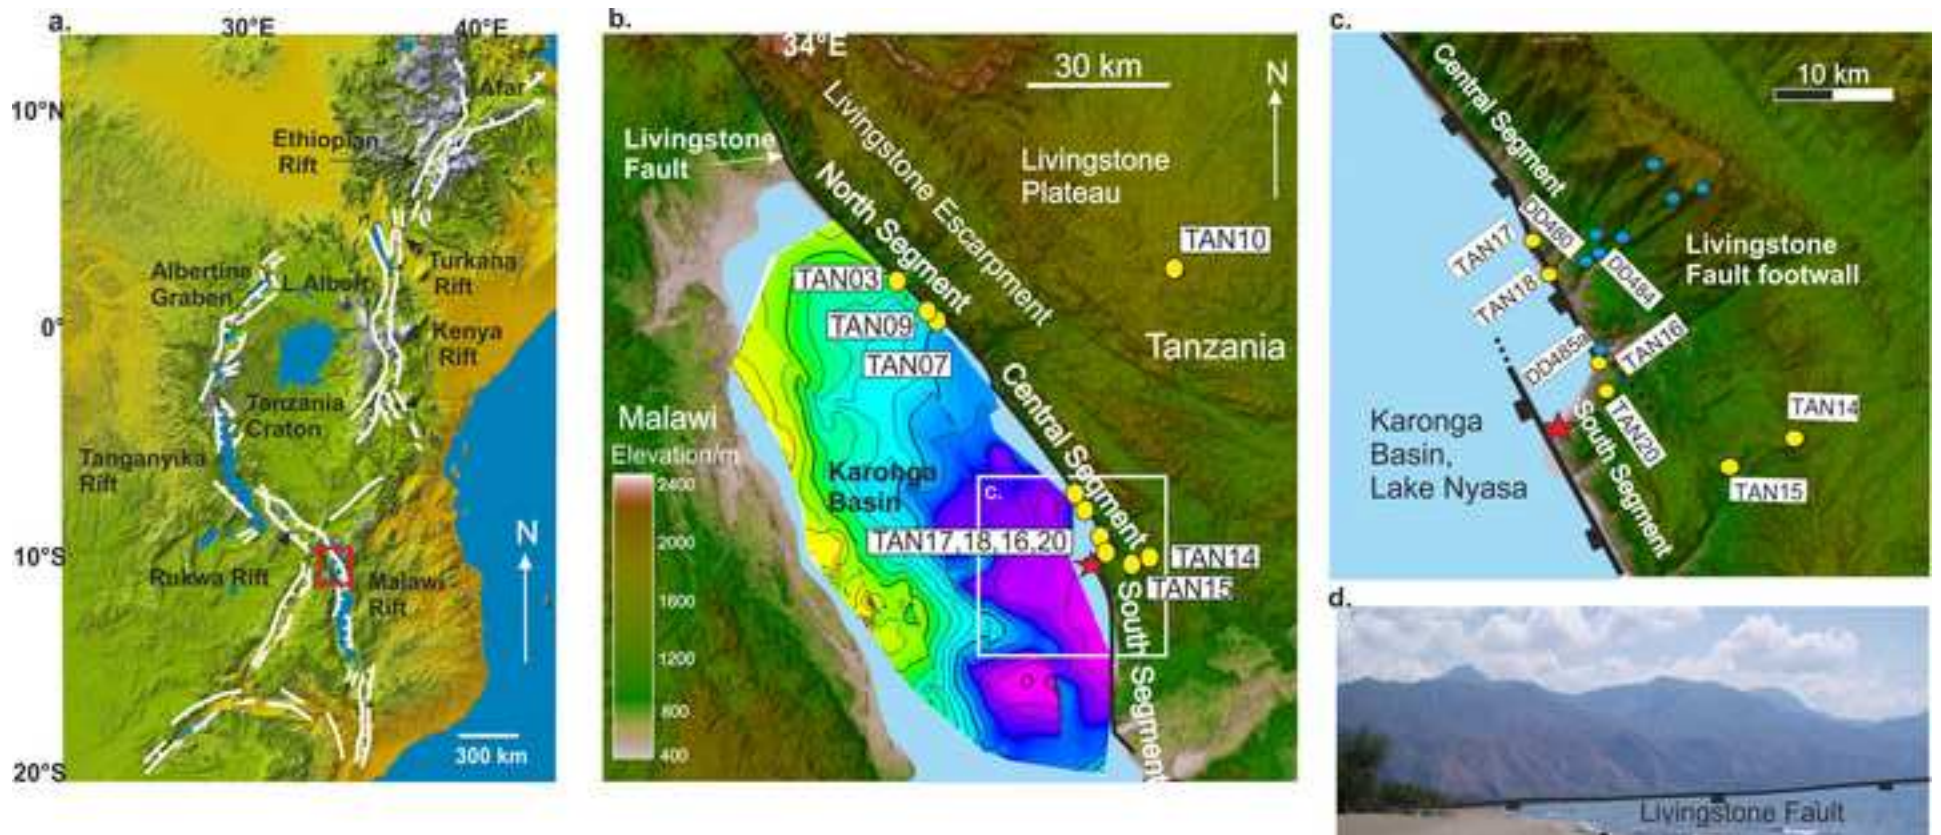 a.
30°E
40°E
10°N
0°
10°S
20°S
Afar
Ethiopian
Rift
Turkana
Rift
Albertine
Graben
L.Albert
Kenya
Rift
Tanzania
Craton
Tanganyika
Rift
Rukwa Rift
Malawi
Rift
N
300 km
b.
34°E
30 km
N
Livingstone
Fault
Livingstone Escarpment
Livingstone
Plateau
North Segment
TAN10
TAN03
TAN09
TAN07
Tanzania
Central Segment
Malawi
Elevation/m
2400
2000
1600
1200
800
400
Karonga
Basin
c.
TAN17,18,16,20
TAN14
TAN15
South Segment
c.
10 km
Central Segment
DD480
TAN17
DD484
Livingstone
Fault footwall
TAN18
TAN16
DD485a
TAN14
TAN20
TAN15
Karonga
Basin,
Lake Nyasa
South Segment
d.
Livingstone Fault